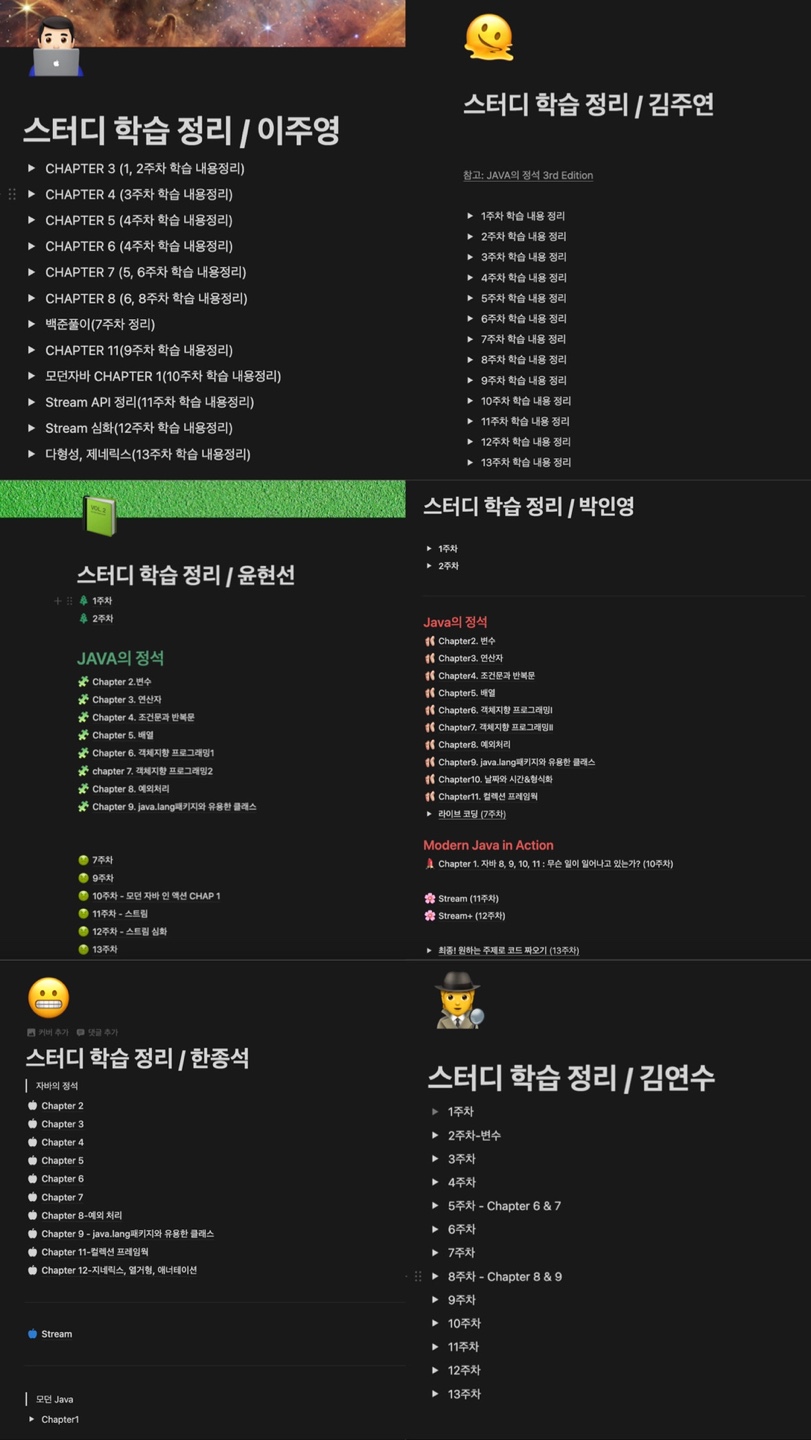 스터디 학습 정리 / 이주영
CHAPTER 3 (1, 2주차 학습 내용정리)
CHAPTER 4 (3주차 학습 내용정리)
CHAPTER 5 (4주차 학습 내용정리)
CHAPTER 6 (4주차 학습 내용정리)
CHAPTER 7 (5, 6주차 학습 내용정리)
CHAPTER 8 (6, 8주차 학습 내용정리)
백준풀이(7주차 정리)
CHAPTER 11(9주차 학습 내용정리)
모던자바 CHAPTER 1(10주차 학습 내용정리)
Stream API 정리(11주차 학습 내용정리)
Stream 심화(12주차 학습 내용정리)
다형성, 제네릭스(13주차 학습 내용정리)
스터디 학습 정리 / 김주연
참고: JAVA의 정석 3rd Edition
1주차 학습 내용 정리
2주차 학습 내용 정리
3주차 학습 내용 정리
4주차 학습 내용 정리
5주차 학습 내용 정리
6주차 학습 내용 정리
7주차 학습 내용 정리
8주차 학습 내용 정리
9주차 학습 내용 정리
10주차 학습 내용 정리
11주차 학습 내용 정리
12주차 학습 내용 정리
13주차 학습 내용 정리
VOL 2
스터디 학습 정리 / 윤현선
1주차
2주차
JAVA의 정석
Chapter 2.변수
Chapter 3. 연산자
Chapter 4. 조건문과 반복문
Chapter 5. 배열
Chapter 6. 객체지향 프로그래밍1
chapter 7. 객체지향 프로그래밍2
Chapter 8. 예외처리
Chapter 9. java.lang패키지와 유용한 클래스
7주차
9주차
10주차 - 모던 자바 인 액션 CHAP 1
11주차 - 스트림
12주차 - 스트림 심화
13주차
스터디 학습 정리 / 박인영
1주차
2주차
Java의 정석
Chapter2. 변수
Chapter3. 연산자
Chapter4. 조건문과 반복문
Chapter5. 배열
Chapter6. 객체지향 프로그래밍I
Chapter7. 객체지향 프로그래밍II
Chapter8. 예외처리
Chapter9. java.lang패키지와 유용한 클래스
Chapter10. 날짜와 시간&형식화
Chapter11. 컬렉션 프레임웍
라이브 코딩 (7주차)
Modern Java in Action
Chapter 1. 자바 8, 9, 10, 11 : 무슨 일이 일어나고 있는가? (10주차)
Stream (11주차)
Stream+ (12주차)
최종! 원하는 주제로 코드 짜오기 (13주차)
커버 추가 댓글 추가
스터디 학습 정리 / 한종석
자바의 정석
Chapter 2
Chapter 3
Chapter 4
Chapter 5
Chapter 6
Chapter 7
Chapter 8-예외 처리
Chapter 9 - java.lang패키지와 유용한 클래스
Chapter 11-컬렉션 프레임웍
Chapter 12-지네릭스, 열거형, 애너테이션
Stream
모던 Java
Chapter1
스터디 학습 정리 / 김연수
1주차
2주차-변수
3주차
4주차
5주차 - Chapter 6 & 7
6주차
7주차
8주차 - Chapter 8 & 9
9주차
10주차
11주차
12주차
13주차